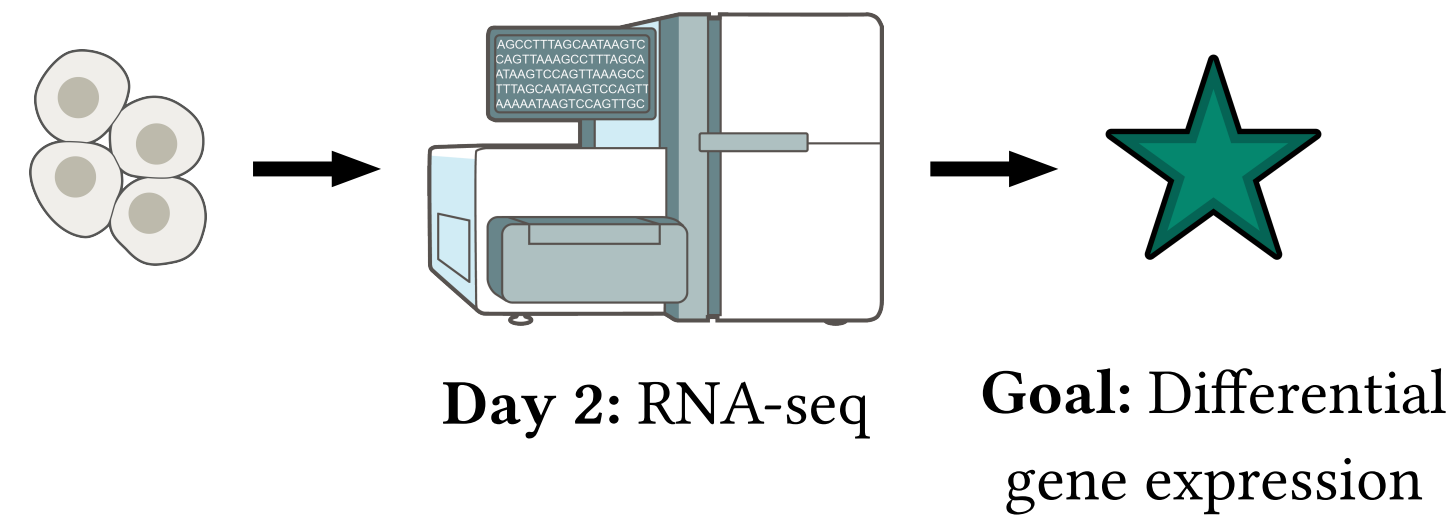 AGCCTTTAGCAATAAGTC
CAGTTAAAGCCTTTAGCA
ATAAGTCCAGTTAAAGCC
TTTAGCAATAAGTCCAGTT
AAAAATAAGTCCAGTTGC
Day 2: RNA-seq
Goal: Differential
gene expression